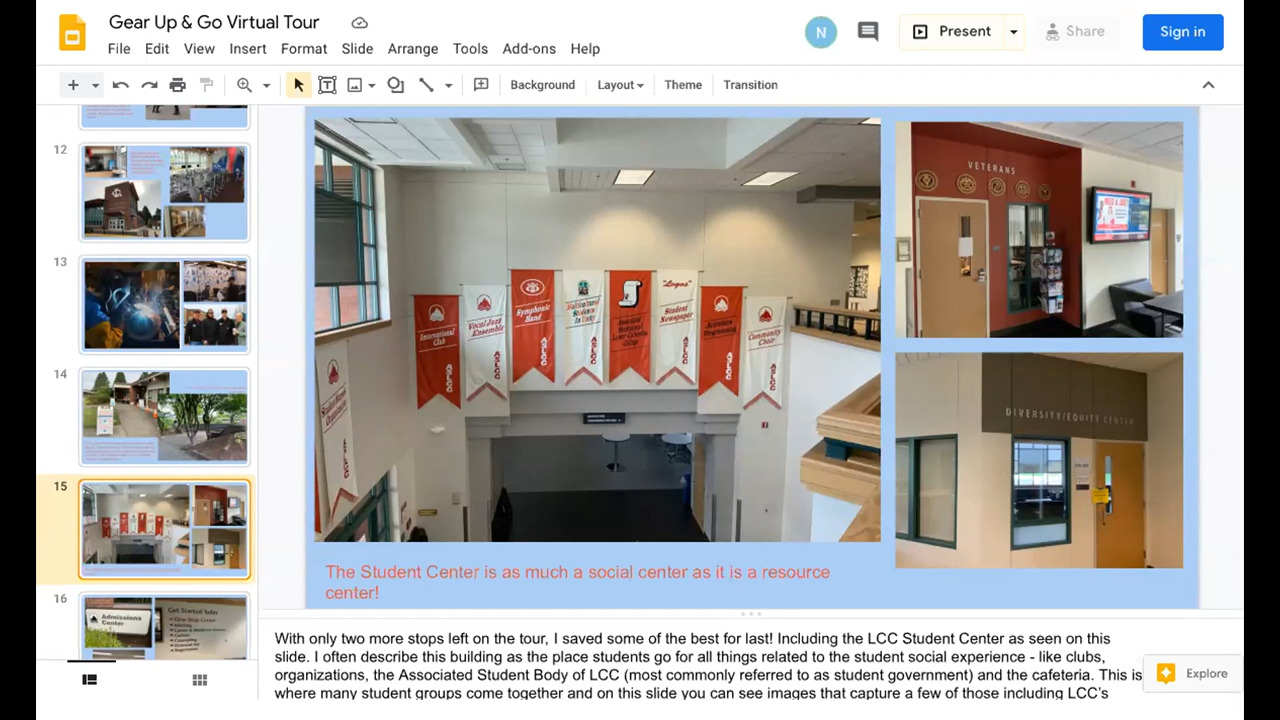 Gear Up & Go Virtual Tour
File Edit View Insert Format Slide Arrange Tools Add-ons Help
N
Present
Share
Sign in
Background Layout Theme Transition
12
13
14
15
16
Admissions
Center
Get Started Today
International
Club
Vocal Jazz
Ensemble
Symphonic
Band
Multicultural
Students
In Unity
"Logos"
Student
Newspaper
Activities
Programming
Community
Choir
VETERANS
DIVERSITY/EQUITY CENTER
The Student Center is as much a social center as it is a resource
center!
With only two more stops left on the tour, I saved some of the best for last! Including the LCC Student Center as seen on this
slide. I often describe this building as the place students go for all things related to the student social experience - like clubs,
organizations, the Associated Student Body of LCC (most commonly referred to as student government) and the cafeteria. This is
where many student groups come together and on this slide you can see images that capture a few of those including LCC's
Explore